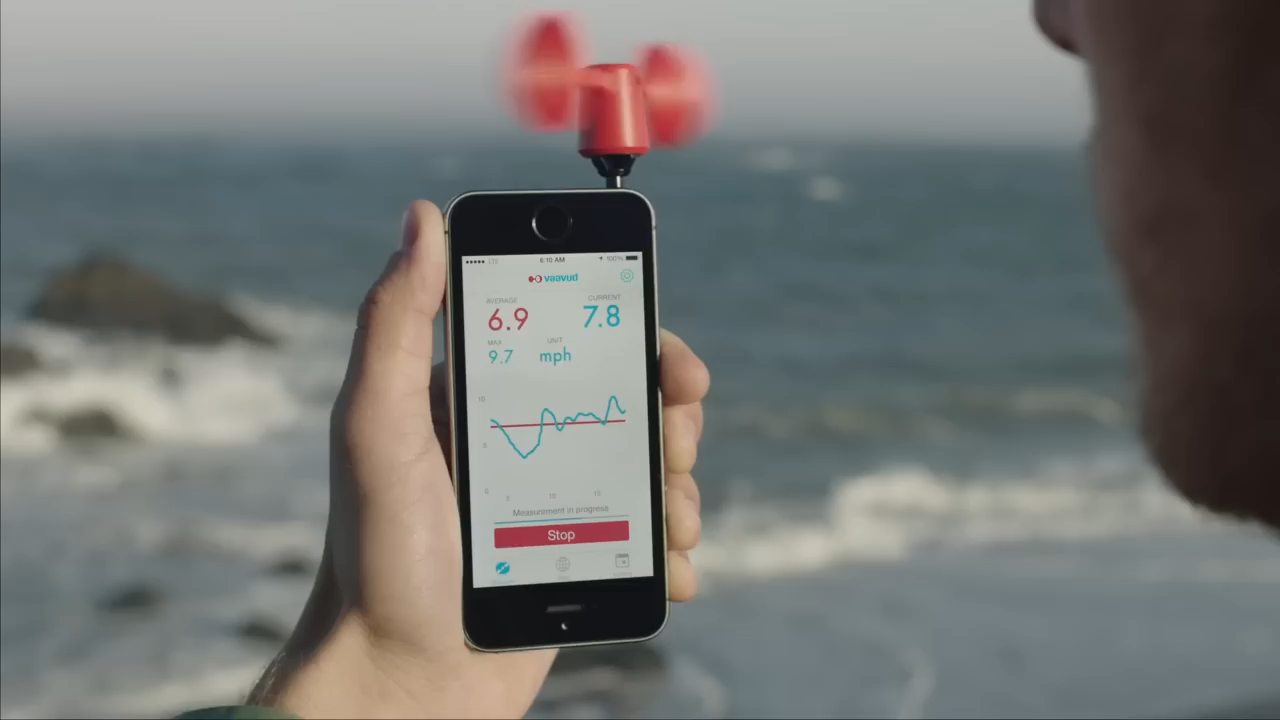 LTE 6:10 AM 100%
vaavud
AVERAGE CURRENT
6.9 7.8
MAX UNIT
9.7 mph
10
5
5 10 15
Measurement in progress
Stop